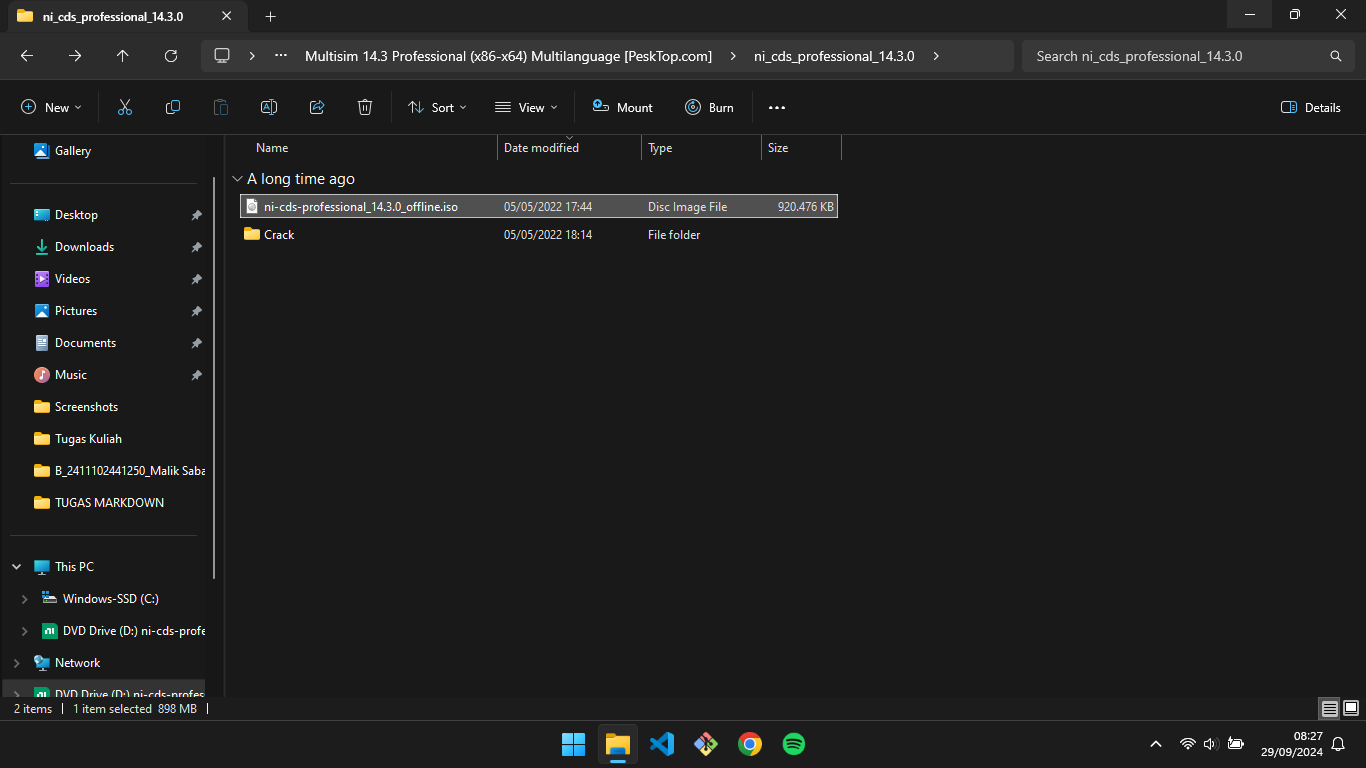 ni_cds_professional_14.3.0
Multisim 14.3 Professional (x86-x64) Multilanguage [PeskTop.com] ni_cds_professional_14.3.0 Search ni_cds_professional_14.3.0
New Sort View Mount Burn Details
Gallery
Desktop
Downloads
Videos
Pictures
Documents
Music
Screenshots
Tugas Kuliah
B_2411102441250_Malik Saba
TUGAS MARKDOWN
This PC
Windows-SSD (C:)
DVD Drive (D:) ni-cds-profe
Network
DVD Drive (D:) ni-cds-profes
Name Date modified Type Size
A long time ago
ni-cds-professional_14.3.0_offline.iso 05/05/2022 17:44 Disc Image File 920.476 KB
Crack 05/05/2022 18:14 File folder
2 items 1 item selected 898 MB
08:27
29/09/2024